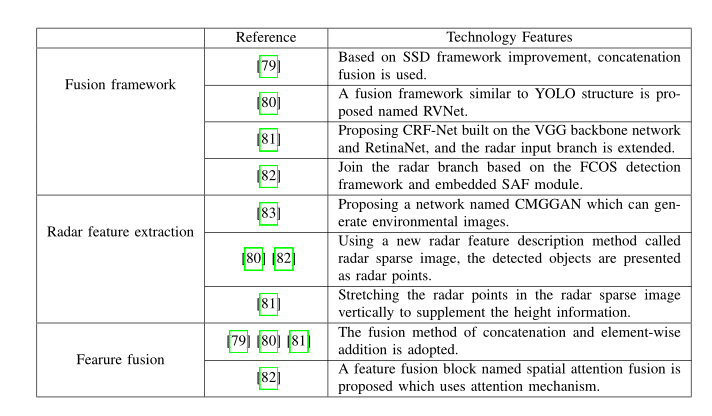 Reference Technology Features
Fusion framework
[79]
Based on SSD framework improvement, concatenation
fusion is used.
[80]
A fusion framework similar to YOLO structure is pro-
posed named RVNet.
[81]
Proposing CRF-Net built on the VGG backbone network
and RetinaNet, and the radar input branch is extended.
[82]
Join the radar branch based on the FCOS detection
framework and embedded SAF module.
Radar feature extraction
[83]
Proposing a network named CMGGAN which can gen-
erate environmental images.
[80] [82]
Using a new radar feature description method called
radar sparse image, the detected objects are presented
as radar points.
[81]
Stretching the radar points in the radar sparse image
vertically to supplement the height information.
Fearure fusion
[79] [80] [81]
The fusion method of concatenation and element-wise
addition is adopted.
[82]
A feature fusion block named spatial attention fusion is
proposed which uses attention mechanism.